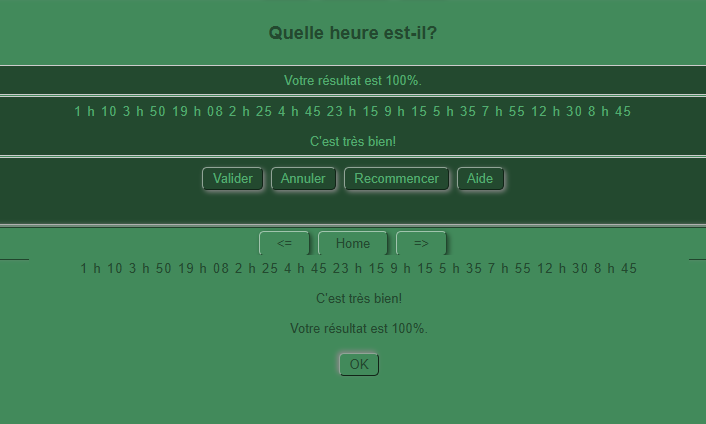 Quelle heure est-il?
Votre résultat est 100%.
1 h 10 3 h 50 19 h 08 2 h 25 4 h 45 23 h 15 9 h 15 5 h 35 7 h 55 12 h 30 8 h 45
C'est très bien!
Valider Annuler Recommencer Aide
<= Home =>
1 h 10 3 h 50 19 h 08 2 h 25 4 h 45 23 h 15 9 h 15 5 h 35 7 h 55 12 h 30 8 h 45
C'est très bien!
Votre résultat est 100%.
OK